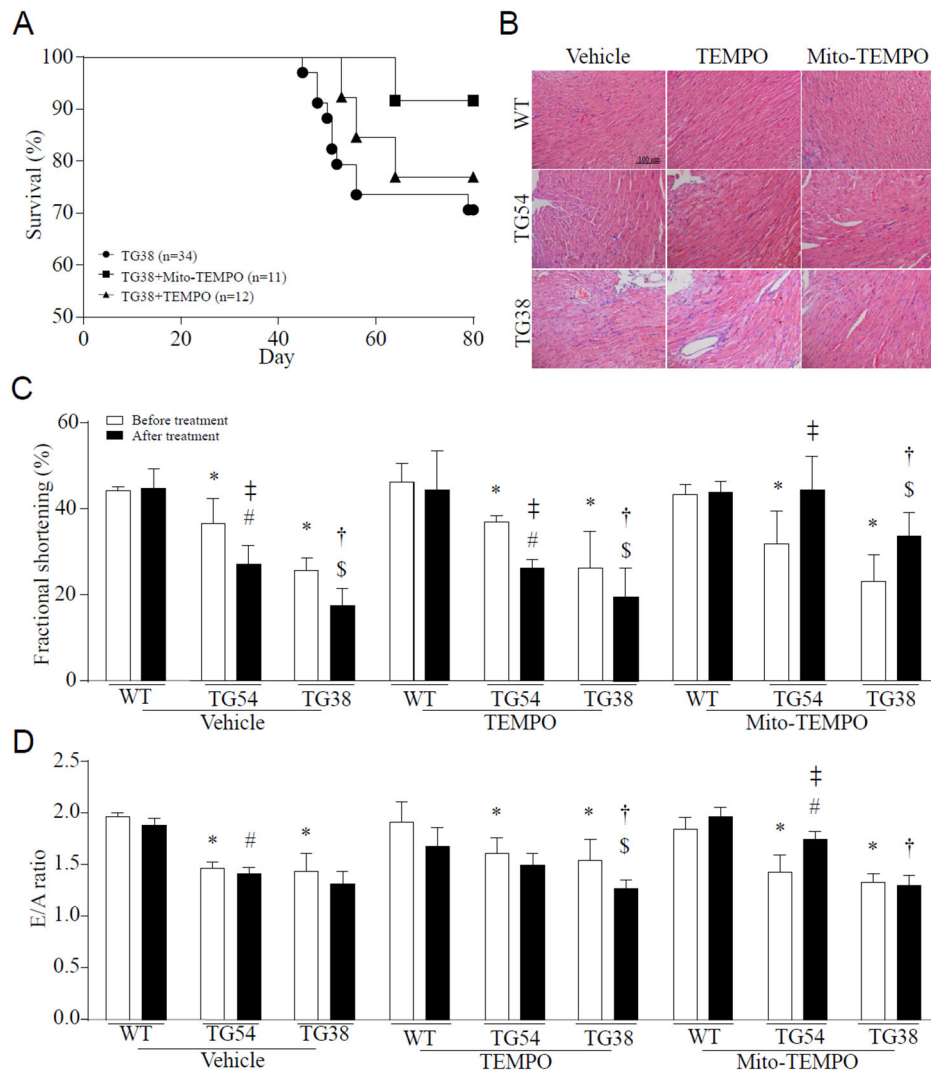 A
100
90
80
70
60
50
Survival (%)
0
20
40
60
80
Day
TG38 (n=34)
TG38+Mito-TEMPO (n=11)
TG38+TEMPO (n=12)
B
Vehicle
TEMPO
Mito-TEMPO
WT
TG54
TG38
100 um
C
Before treatment
After treatment
60
40
20
0
Fractional shortening (%)
* ‡ # * † $
* ‡ # * † $
* ‡ * † $
WT TG54 TG38 WT TG54 TG38 WT TG54 TG38
Vehicle TEMPO Mito-TEMPO
D
2.5
2.0
1.5
1.0
0.5
0.0
E/A ratio
* # *
* * † $
* ‡ # * †
WT TG54 TG38 WT TG54 TG38 WT TG54 TG38
Vehicle TEMPO Mito-TEMPO